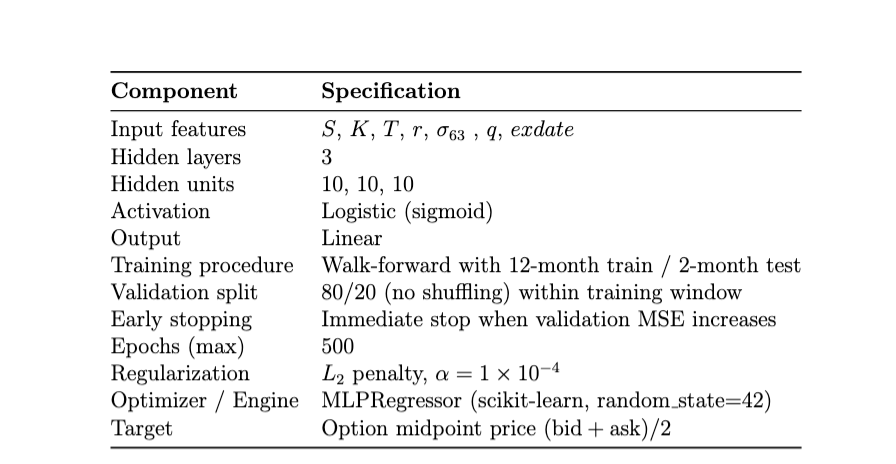 Component Specification
Input features S, K, T, r, σ63 , q, exdate
Hidden layers 3
Hidden units 10, 10, 10
Activation Logistic (sigmoid)
Output Linear
Training procedure Walk-forward with 12-month train / 2-month test
Validation split 80/20 (no shuffling) within training window
Early stopping Immediate stop when validation MSE increases
Epochs (max) 500
Regularization L2 penalty, α = 1 × 10−4
Optimizer / Engine MLPRegressor (scikit-learn, random_state=42)
Target Option midpoint price (bid + ask)/2